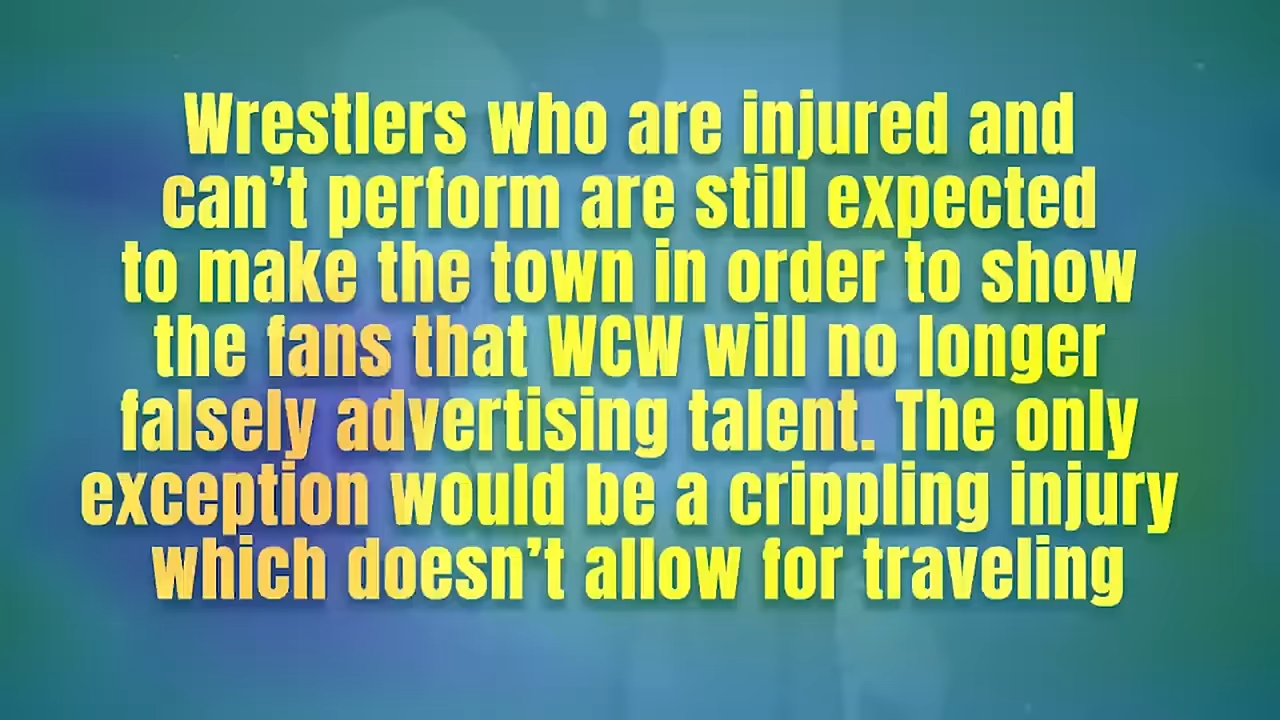 Wrestlers who are injured and
can’t perform are still expected
to make the town in order to show
the fans that WCW will no longer
falsely advertising talent. The only
exception would be a crippling injury
which doesn’t allow for traveling